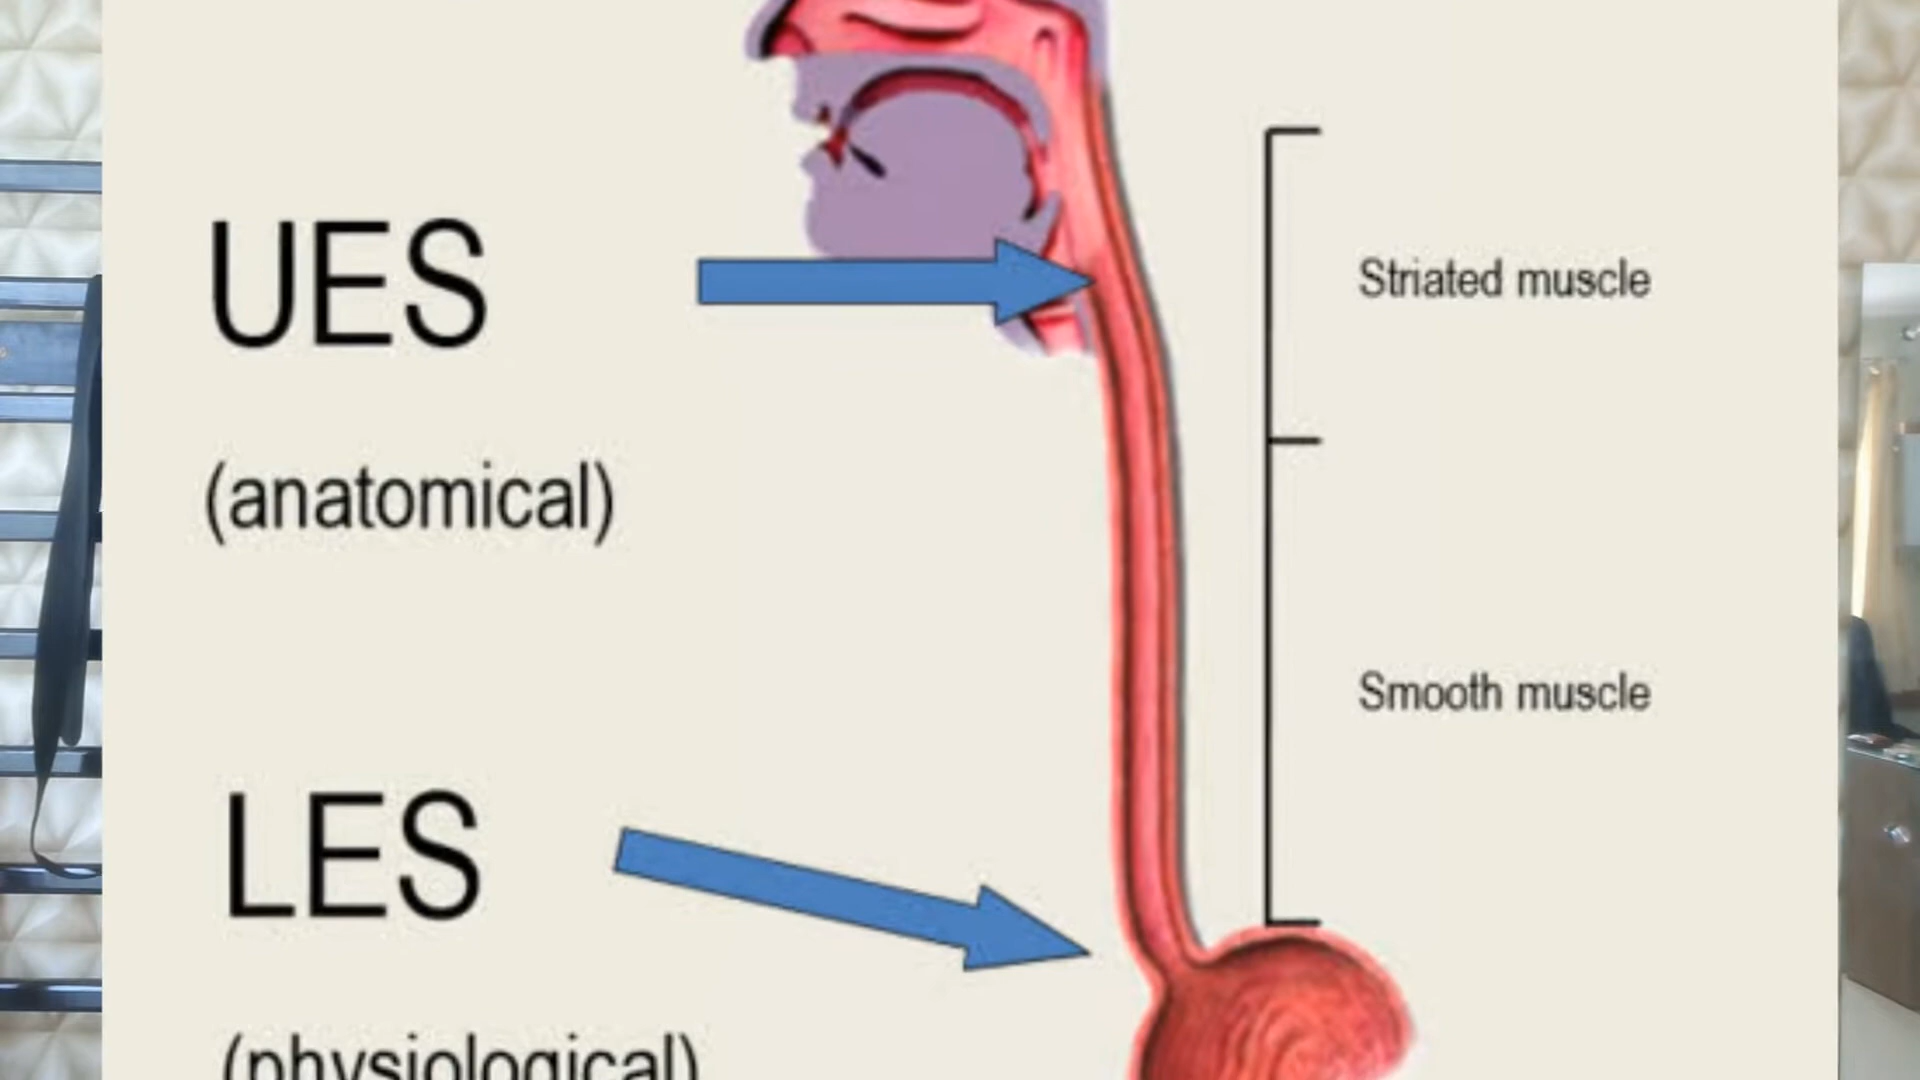 UES
Striated muscle
(anatomical)
Smooth muscle
LES
(physiological)